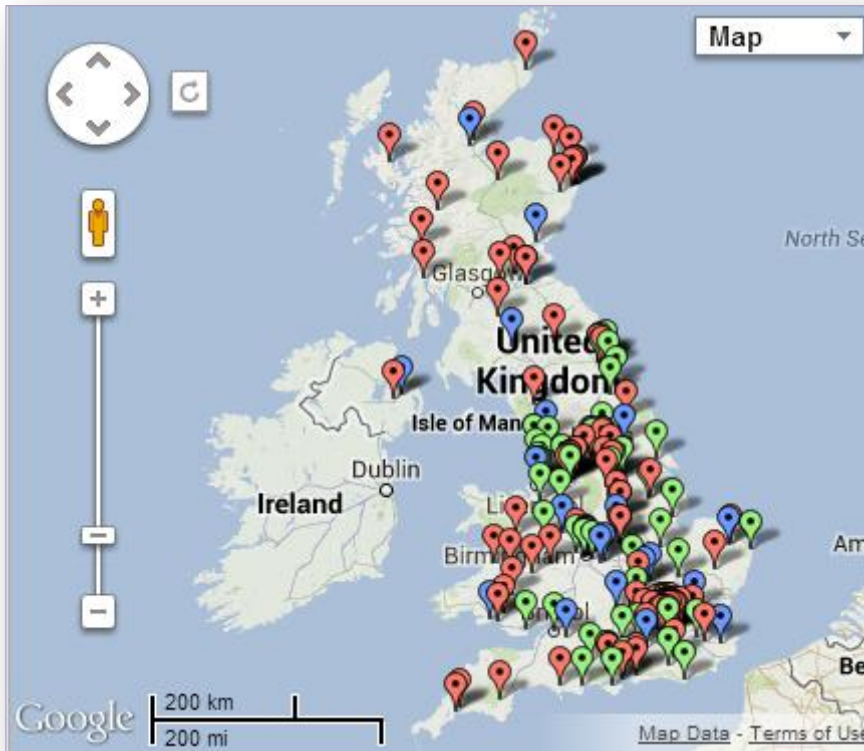 Map
North Se
Glasgow
United
Kingdom
Isle of Man
Dublin
Ireland
Birmingham
Am
Be
200 km
200 mi
Google
Map Data - Terms of Use